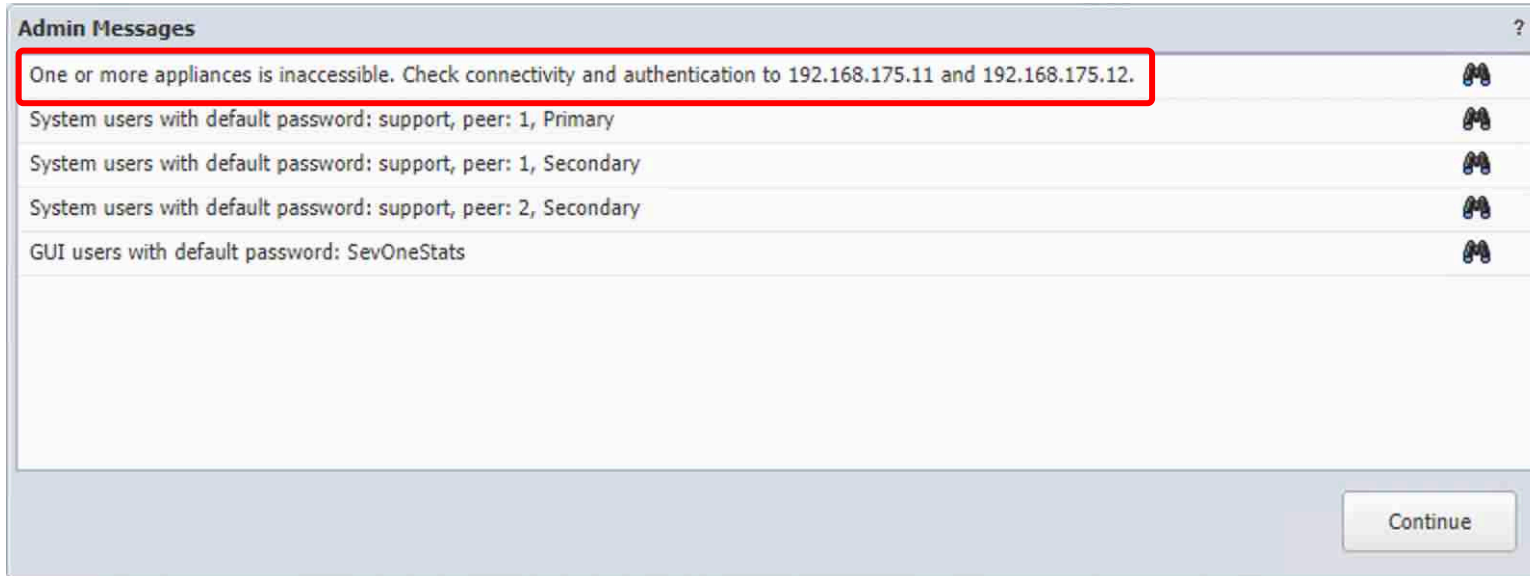 Admin Messages
?
One or more appliances is inaccessible. Check connectivity and authentication to 192.168.175.11 and 192.168.175.12.
System users with default password: support, peer: 1, Primary
System users with default password: support, peer: 1, Secondary
System users with default password: support, peer: 2, Secondary
GUI users with default password: SevOneStats
Continue